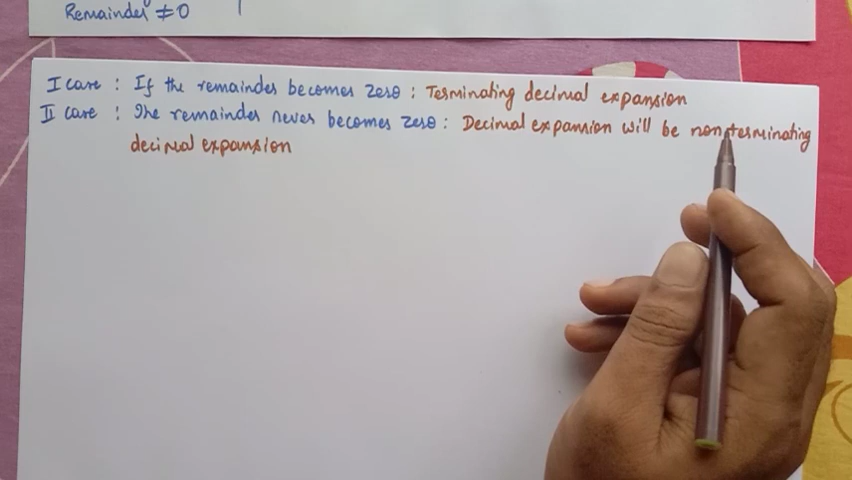 Remainder ≠0
I case : If the remainder becomes zero : Terminating decimal expansion
II case : The remainder never becomes zero : Decimal expansion will be non terminating
decimal expansion